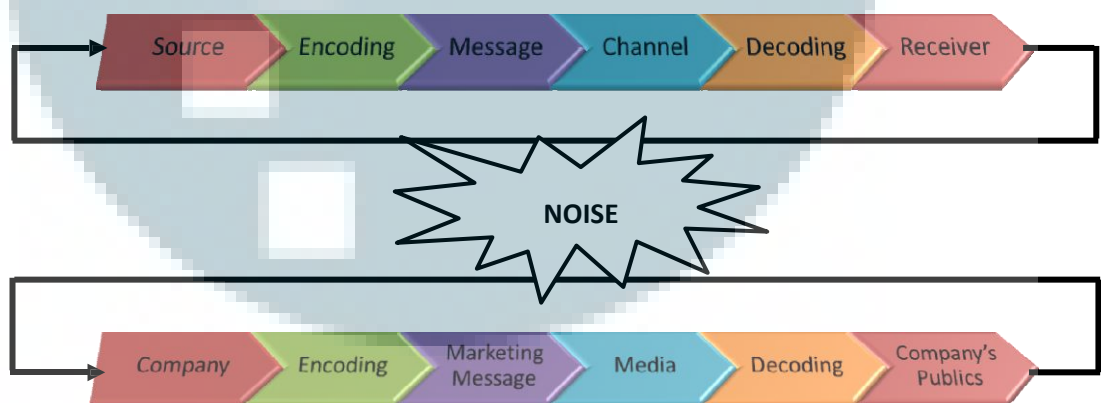 Source Encoding Message Channel Decoding Receiver
NOISE
Company Encoding Marketing Message Media Decoding Company's Publics